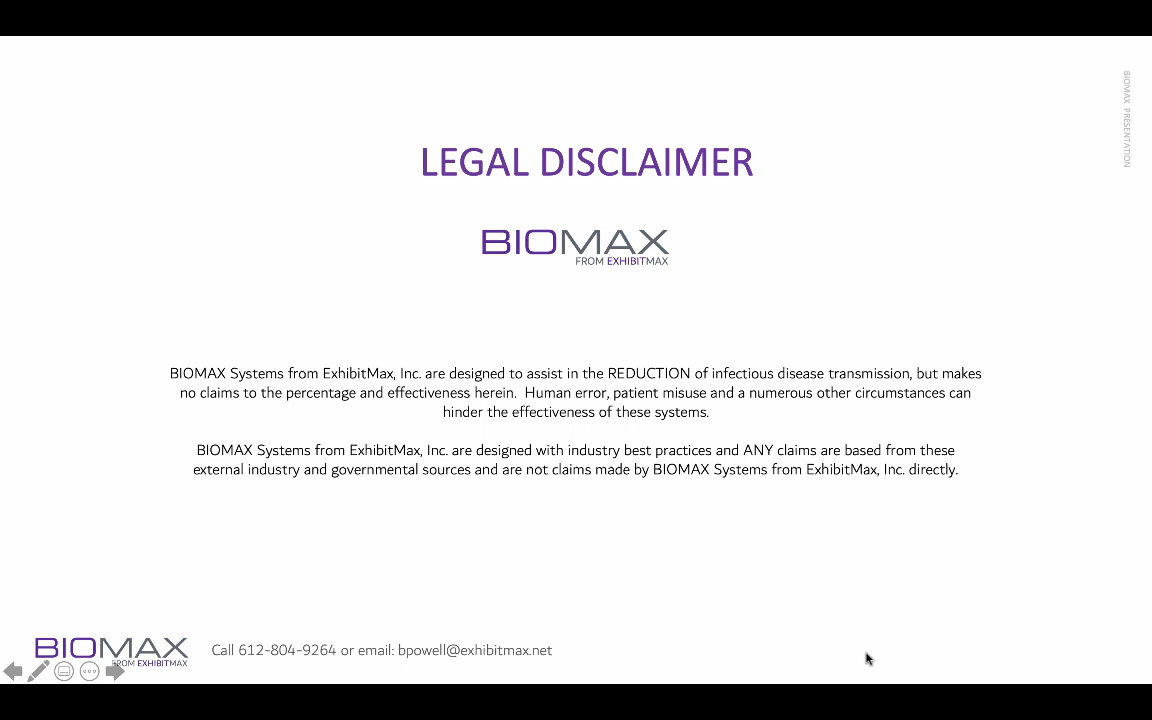 BIOMAX PRESENTATION
LEGAL DISCLAIMER
BIOMAX
FROM EXHIBITMAX
BIOMAX Systems from ExhibitMax, Inc. are designed to assist in the REDUCTION of infectious disease transmission, but makes
no claims to the percentage and effectiveness herein.  Human error, patient misuse and a numerous other circumstances can
hinder the effectiveness of these systems.
BIOMAX Systems from ExhibitMax, Inc. are designed with industry best practices and ANY claims are based from these
external industry and governmental sources and are not claims made by BIOMAX Systems from ExhibitMax, Inc. directly.
BIOMAX
FROM EXHIBITMAX
Call 612-804-9264 or email: bpowell@exhibitmax.net